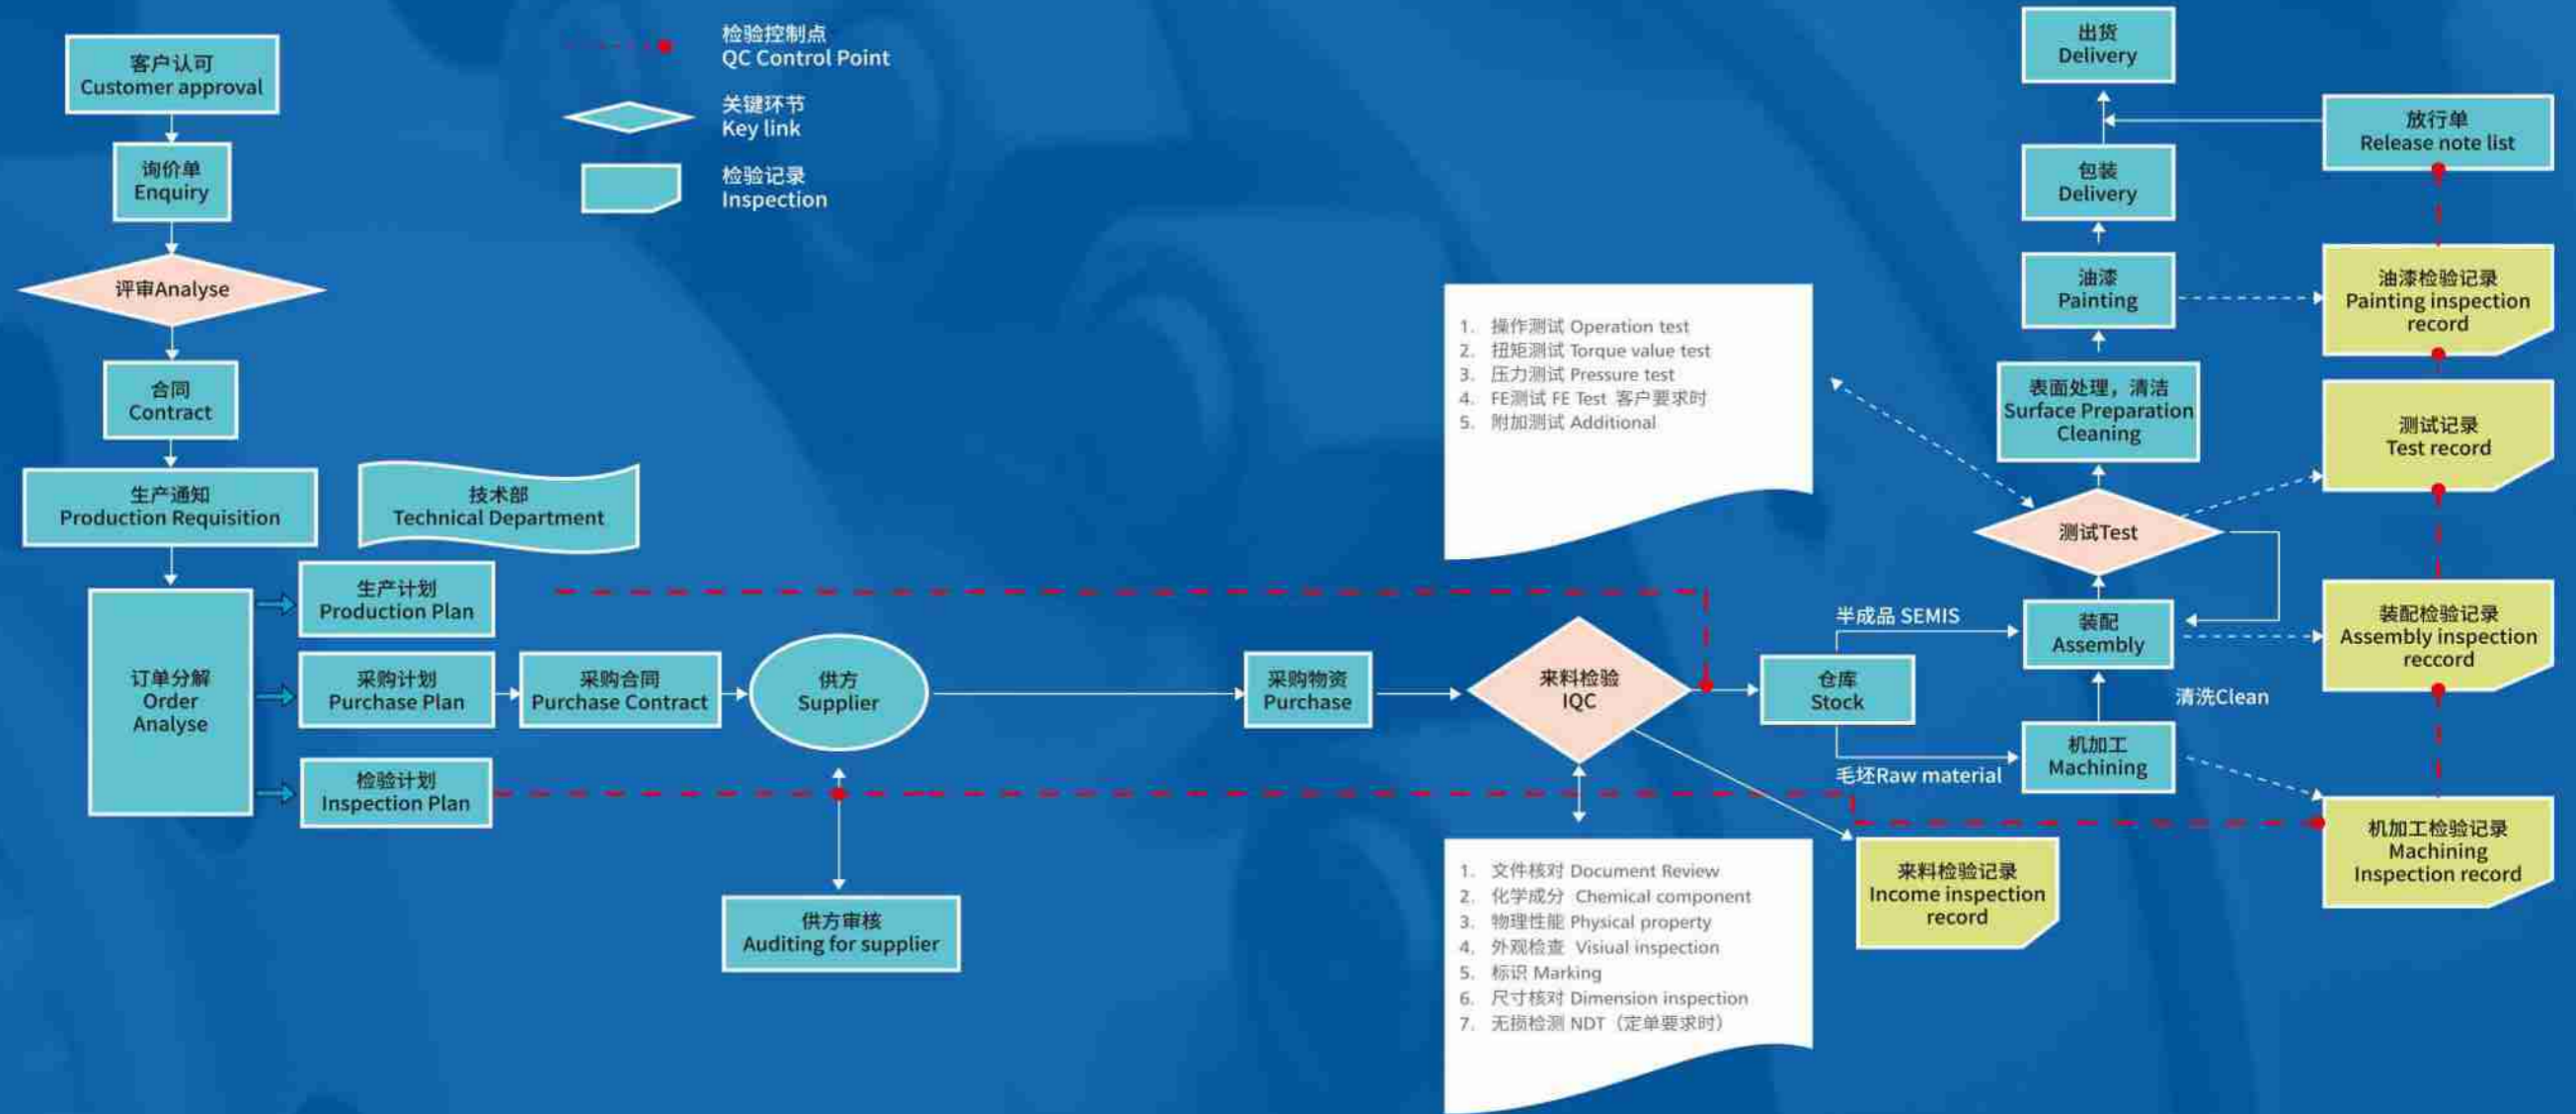 客户认可
Customer approval
询价单
Enquiry
评审Analyse
合同
Contract
生产通知
Production Requisition
技术部
Technical Department
订单分解
Order
Analyse
生产计划
Production Plan
采购计划
Purchase Plan
检验计划
Inspection Plan
采购合同
Purchase Contract
供方
Supplier
供方审核
Auditing for supplier
检验控制点
QC Control Point
关键环节
Key link
检验记录
Inspection
采购物资
Purchase
来料检验
IQC
1. 操作测试 Operation test
2. 扭矩测试 Torque value test
3. 压力测试 Pressure test
4. FE测试 FE Test 客户要求时
5. 附加测试 Additional
1. 文件核对 Document Review
2. 化学成分 Chemical component
3. 物理性能 Physical property
4. 外观检查 Visiual inspection
5. 标识 Marking
6. 尺寸核对 Dimension inspection
7. 无损检测 NDT（定单要求时）
来料检验记录
Income inspection
record
仓库
Stock
半成品 SEMIS
毛坯Raw material
出货
Delivery
包装
Delivery
油漆
Painting
表面处理，清洁
Surface Preparation
Cleaning
测试Test
装配
Assembly
清洗Clean
机加工
Machining
放行单
Release note list
油漆检验记录
Painting inspection
record
测试记录
Test record
装配检验记录
Assembly inspection
reccord
机加工检验记录
Machining
Inspection record